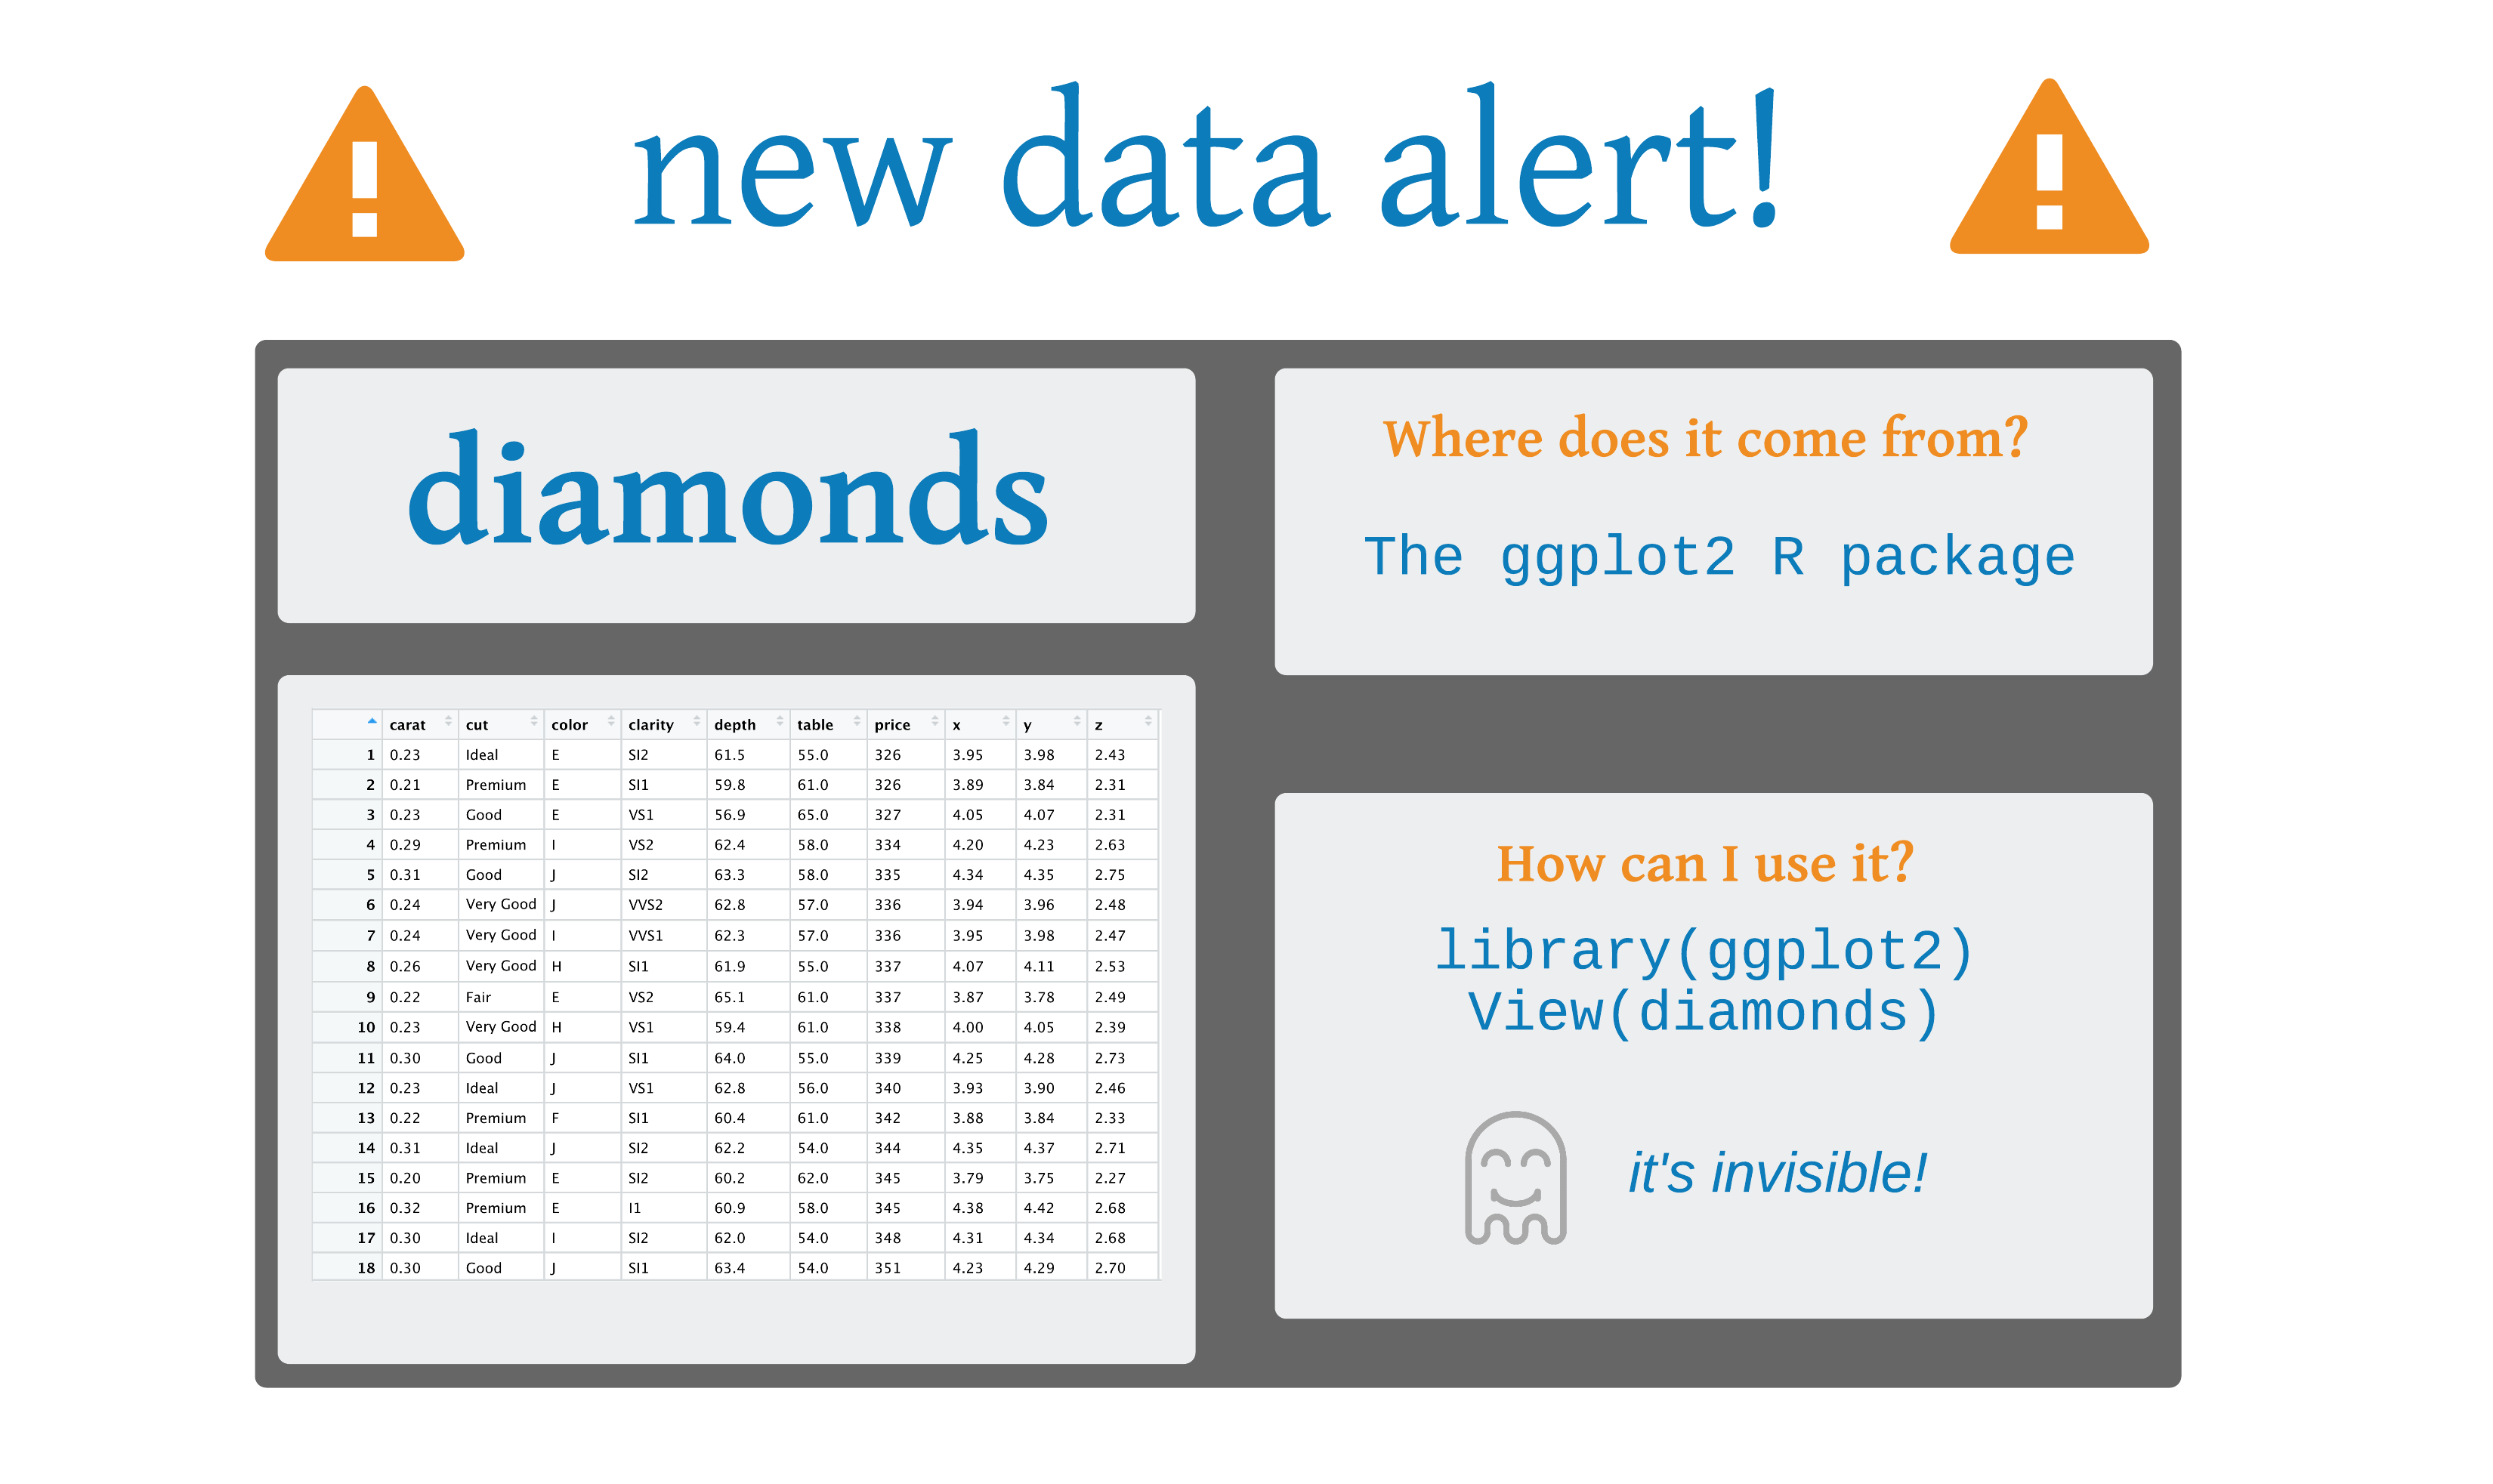 new data alert!
diamonds
Where does it come from?
The ggplot2 R package
carat cut color clarity depth table price x y z
1 0.23 Ideal E SI2 61.5 55.0 326 3.95 3.98 2.43
2 0.21 Premium E SI1 59.8 61.0 326 3.89 3.84 2.31
3 0.23 Good E VS1 56.9 65.0 327 4.05 4.07 2.31
4 0.29 Premium I VS2 62.4 58.0 334 4.20 4.23 2.63
5 0.31 Good J SI2 63.3 58.0 335 4.34 4.35 2.75
6 0.24 Very Good J VVS2 62.8 57.0 336 3.94 3.96 2.48
7 0.24 Very Good I VVS1 62.3 57.0 336 3.95 3.98 2.47
8 0.26 Very Good H SI1 61.9 55.0 337 4.07 4.11 2.53
9 0.22 Fair E VS2 65.1 61.0 337 3.87 3.78 2.49
10 0.23 Very Good H VS1 59.4 61.0 338 4.00 4.05 2.39
11 0.30 Good J SI1 64.0 55.0 339 4.25 4.28 2.73
12 0.23 Ideal J VS1 62.8 56.0 340 3.93 3.90 2.46
13 0.22 Premium F SI1 60.4 61.0 342 3.88 3.84 2.33
14 0.31 Ideal J SI2 62.2 54.0 344 4.35 4.37 2.71
15 0.20 Premium E SI2 60.2 62.0 345 3.79 3.75 2.27
16 0.32 Premium E I1 60.9 58.0 345 4.38 4.42 2.68
17 0.30 Ideal I SI2 62.0 54.0 348 4.31 4.34 2.68
18 0.30 Good J SI1 63.4 54.0 351 4.23 4.29 2.70
How can I use it?
library(ggplot2)
View(diamonds)
it's invisible!